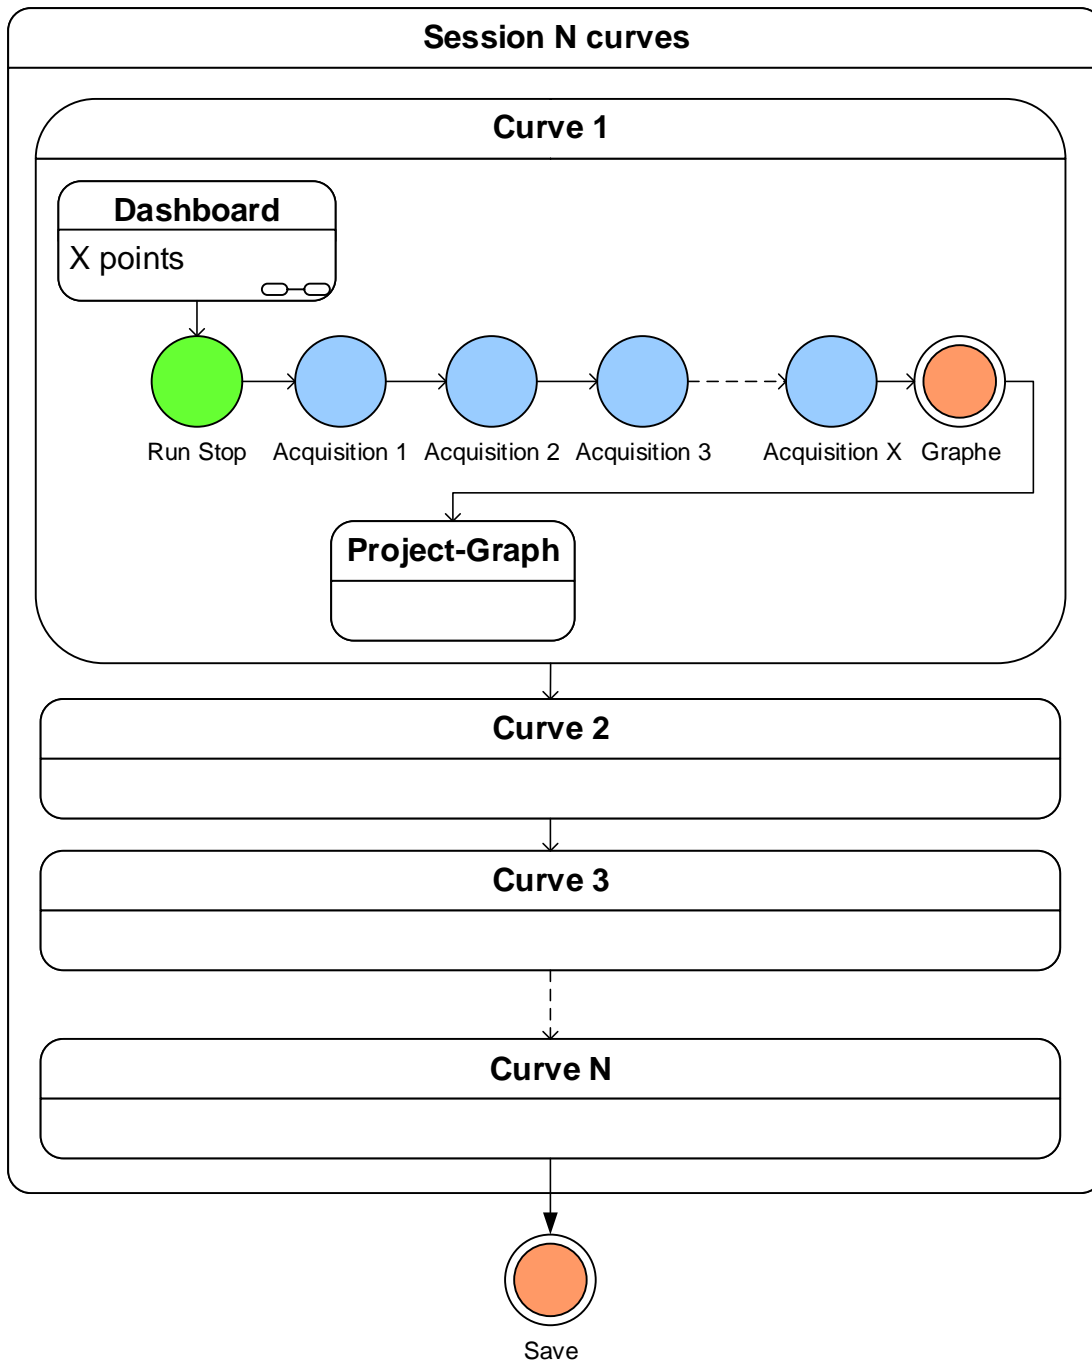 Session N curves
Curve 1
Dashboard
X points
Run Stop
Acquisition 1
Acquisition 2
Acquisition 3
Acquisition X
Graphe
Project-Graph
Curve 2
Curve 3
Curve N
Save